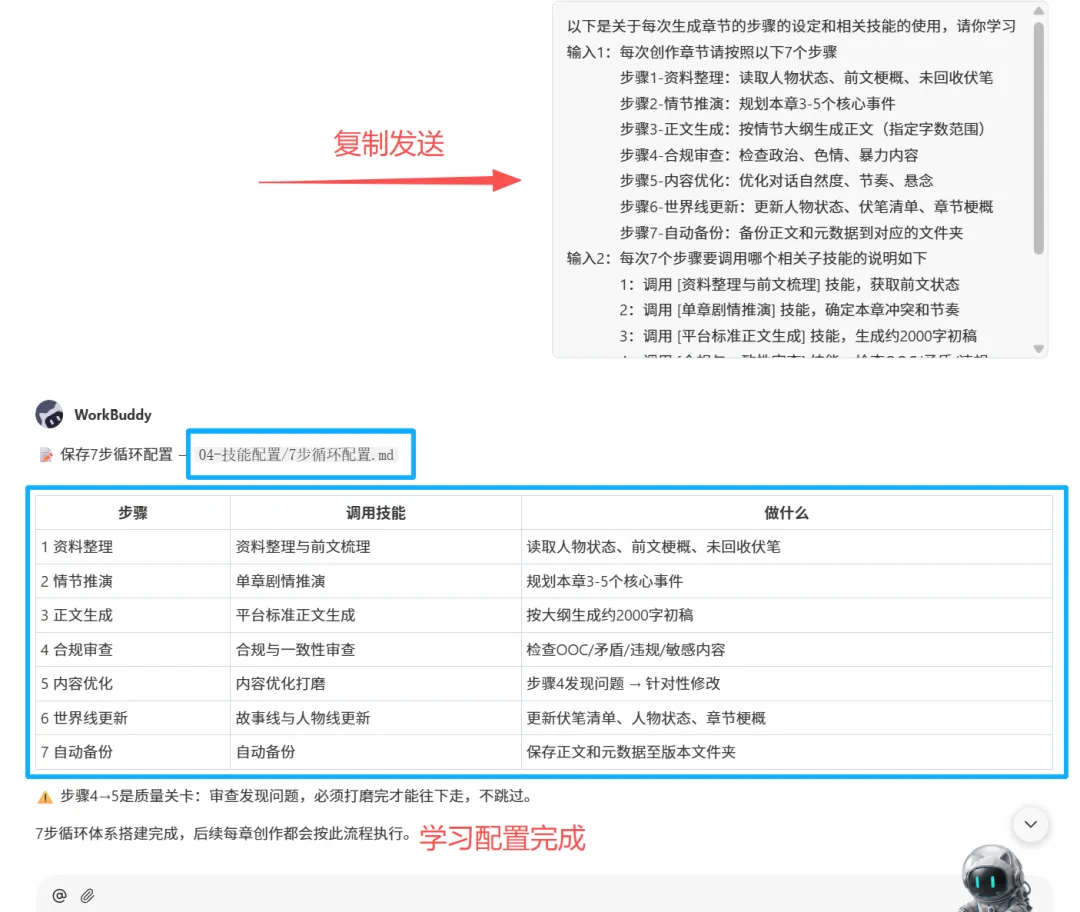 以下是关于每次生成章节的步骤的设定和相关技能的使用，请你学习
输入1：每次创作章节请按照以下7个步骤
步骤1-资料整理：读取人物状态、前文梗概、未回收伏笔
步骤2-情节推演：规划本章3-5个核心事件
复制发送
步骤3-正文生成：按情节大纲生成正文（指定字数范围）
步骤4-合规审查：检查政治、色情、暴力内容
步骤5-内容优化：优化对话自然度、节奏、悬念
步骤6-世界线更新：更新人物状态、伏笔清单、章节梗概
步骤7-自动备份：备份正文和元数据到对应的文件夹
输入2：每次7个步骤要调用哪个相关子技能的说明如下
1：调用 [资料整理与前文梳理] 技能，获取前文状态
2：调用 [单章剧情推演] 技能，确定本章冲突和节奏
3：调用 [平台标准正文生成] 技能，生成约2000字初稿
WorkBuddy
保存7步循环配置 → 04-技能配置/7步循环配置.md
步骤 调用技能 做什么
1 资料整理 资料整理与前文梳理 读取人物状态、前文梗概、未回收伏笔
2 情节推演 单章剧情推演 规划本章3-5个核心事件
3 正文生成 平台标准正文生成 按大纲生成约2000字初稿
4 合规审查 合规与一致性审查 检查OOC/矛盾/违规/敏感内容
5 内容优化 内容优化打磨 步骤4发现问题 → 针对性修改
6 世界线更新 故事线与人物线更新 更新伏笔清单、人物状态、章节梗概
7 自动备份 自动备份 保存正文和元数据至版本文件夹
步骤4→5是质量关卡：审查发现问题，必须打磨完才能往下走，不跳过。
7步循环体系搭建完成，后续每章创作都会按此流程执行。 学习配置完成
@